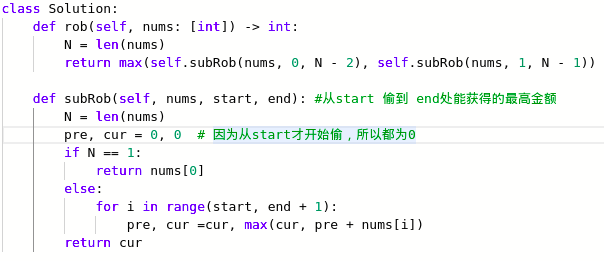 class Solution:
    def rob(self, nums: [int]) -> int:
        N = len(nums)
        return max(self.subRob(nums, 0, N - 2), self.subRob(nums, 1, N - 1))

    def subRob(self, nums, start, end): #从start 偷到 end处能获得的最高金额
        N = len(nums)
        pre, cur = 0, 0  # 因为从start才开始偷，所以都为0
        if N == 1:
            return nums[0]
        else:
            for i in range(start, end + 1):
                pre, cur =cur, max(cur, pre + nums[i])
        return cur